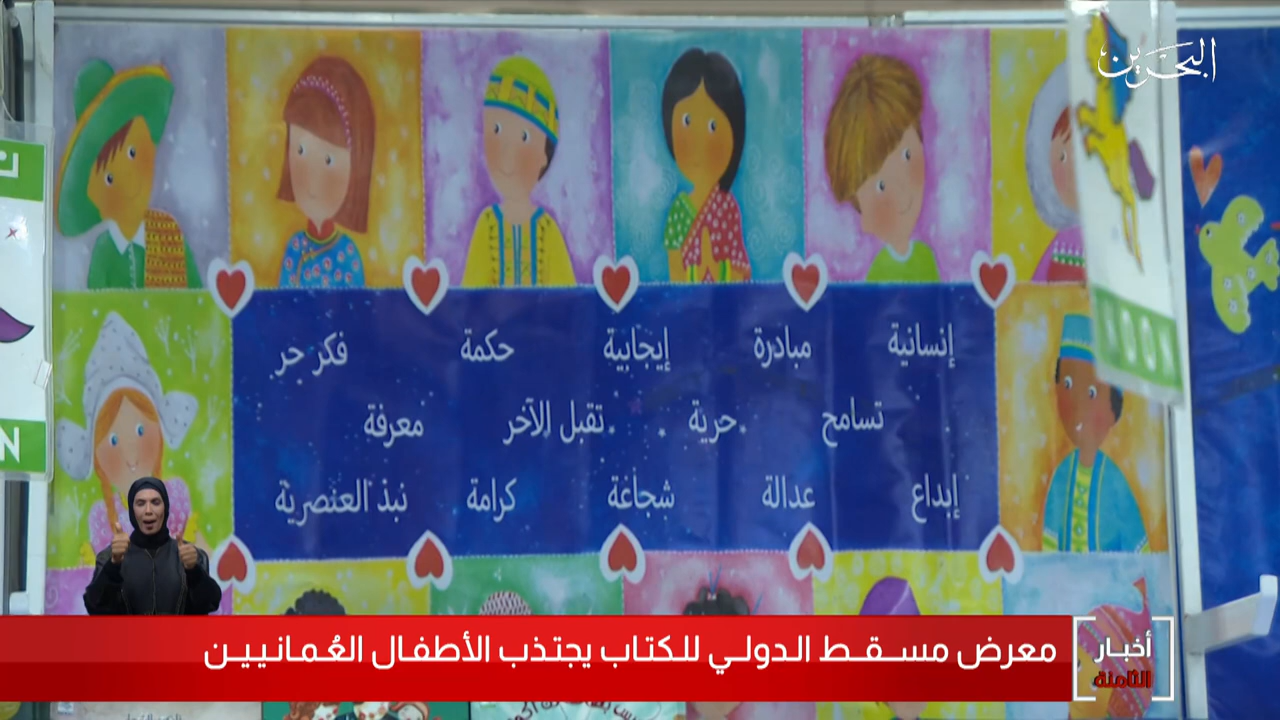 البحرين
إنسانية مبادرة إيجابية حكمة فكر حر
تسامح حرية تقبل الآخر معرفة
إبداع عدالة شجاعة كرامة نبذ العنصرية
N
أخبار الثامنة
معرض مسقط الدولي للكتاب يجتذب الأطفال العُمانيين